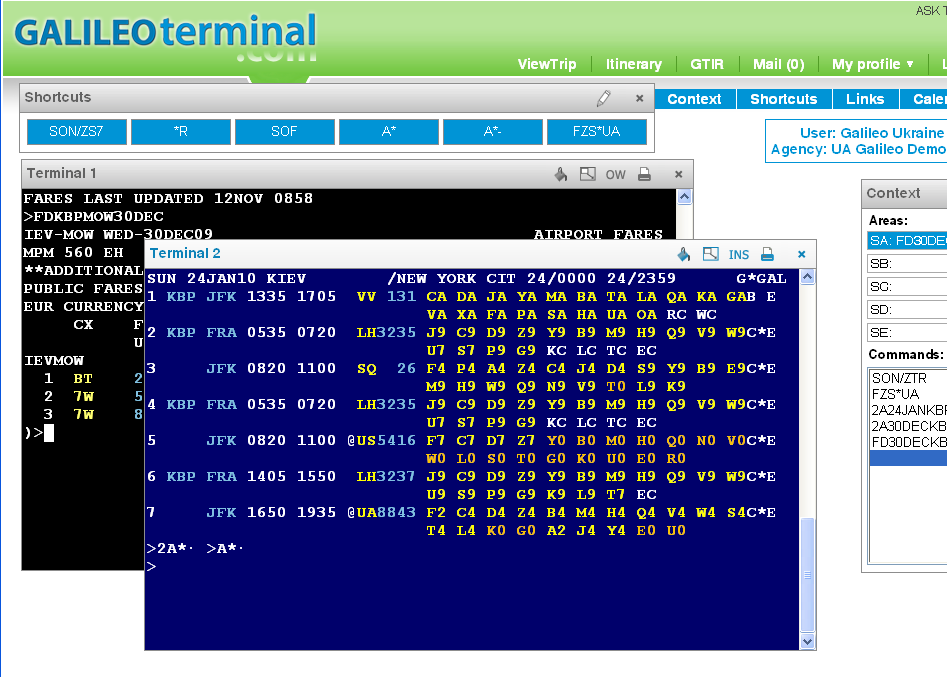 ASK
GALILEOterminal
.com
ViewTrip Itinerary GTIR Mail (0) My profile ▼
Shortcuts
SON/ZS7 *R SOF A* A*- FZS*UA
Context Shortcuts Links
User: Galileo Ukraine
Agency: UA Galileo Demo
Terminal 1 OW
FARES LAST UPDATED 12NOV 0858
>FDKBPMOW30DEC
IEV-MOW WED-30DEC09 AIRPORT FARES
MPM 560 EH
**ADDITIONAL
PUBLIC FARES
EUR CURRENCY
CX F
U
IEVMOW
1 BT 2
2 7W 5
3 7W 8
)>
Terminal 2 INS
SUN 24JAN10 KIEV /NEW YORK CIT 24/0000 24/2359 G*GAL
1 KBP JFK 1335 1705 VV 131 CA DA JA YA MA BA TA LA QA KA GAB E
VA XA FA PA SA HA UA OA RC WC
2 KBP FRA 0535 0720 LH3235 J9 C9 D9 Z9 Y9 B9 M9 H9 Q9 V9 W9C*E
U7 S7 P9 G9 KC LC TC EC
3 JFK 0820 1100 SQ 26 F4 P4 A4 Z4 C4 J4 D4 S9 Y9 B9 E9C*E
M9 H9 W9 Q9 N9 V9 T0 L9 K9
4 KBP FRA 0535 0720 LH3235 J9 C9 D9 Z9 Y9 B9 M9 H9 Q9 V9 W9C*E
U7 S7 P9 G9 KC LC TC EC
5 JFK 0820 1100 @US5416 F7 C7 D7 Z7 Y0 B0 M0 H0 Q0 N0 V0C*E
W0 L0 S0 T0 G0 K0 U0 E0 R0
6 KBP FRA 1405 1550 LH3237 J9 C9 D9 Z9 Y9 B9 M9 H9 Q9 V9 W9C*E
U9 S9 P9 G9 K9 L9 T7 EC
7 JFK 1650 1935 @UA8843 F2 C4 D4 Z4 B4 M4 H4 Q4 V4 W4 S4C*E
T4 L4 K0 G0 A2 J4 Y4 E0 U0
>2A*· >A*·
>
Context
Areas:
SA: FD30DE
SB:
SC:
SD:
SE:
Commands:
SON/ZTR
FZS*UA
2A24JANKBP
2A30DECKB
FD30DECKB